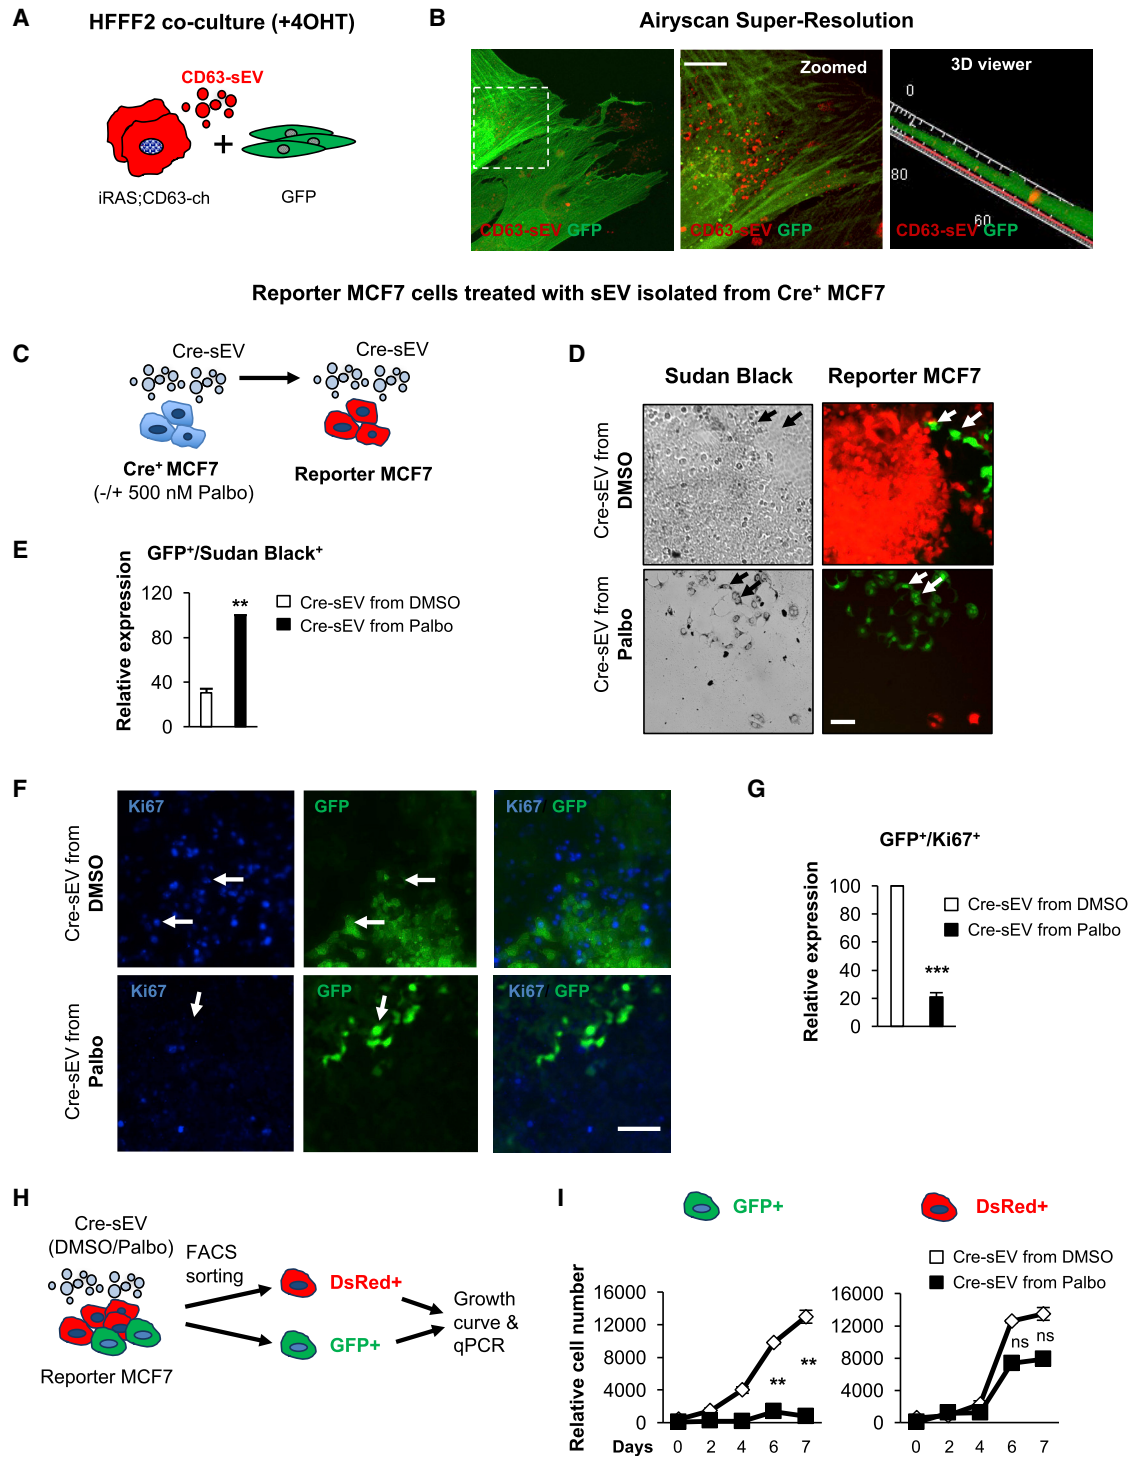 A
HFFF2 co-culture (+4OHT)
CD63-sEV
+
iRAS;CD63-ch
GFP
B
Airyscan Super-Resolution
CD63-sEV GFP
Zoomed
CD63-sEV GFP
3D viewer
0
80
60
CD63-sEV GFP
Reporter MCF7 cells treated with sEV isolated from Cre⁺ MCF7
C
Cre-sEV
Cre-sEV
Cre⁺ MCF7
(-/+ 500 nM Palbo)
Reporter MCF7
D
Sudan Black
Reporter MCF7
Cre-sEV from
DMSO
Cre-sEV from
Palbo
E
GFP⁺/Sudan Black⁺
Relative expression
120
80
40
0
**
Cre-sEV from DMSO
Cre-sEV from Palbo
F
Cre-sEV from
DMSO
Ki67
GFP
Ki67 GFP
Cre-sEV from
Palbo
Ki67
GFP
Ki67 GFP
G
GFP⁺/Ki67⁺
Relative expression
100
80
60
40
20
0
***
Cre-sEV from DMSO
Cre-sEV from Palbo
H
Cre-sEV
(DMSO/Palbo)
Reporter MCF7
FACS
sorting
DsRed+
GFP+
Growth
curve &
qPCR
I
GFP+
Relative cell number
16000
12000
8000
4000
0
**
**
Days
0 2 4 6 7
DsRed+
Cre-sEV from DMSO
Cre-sEV from Palbo
16000
12000
8000
4000
0
ns
ns
0 2 4 6 7